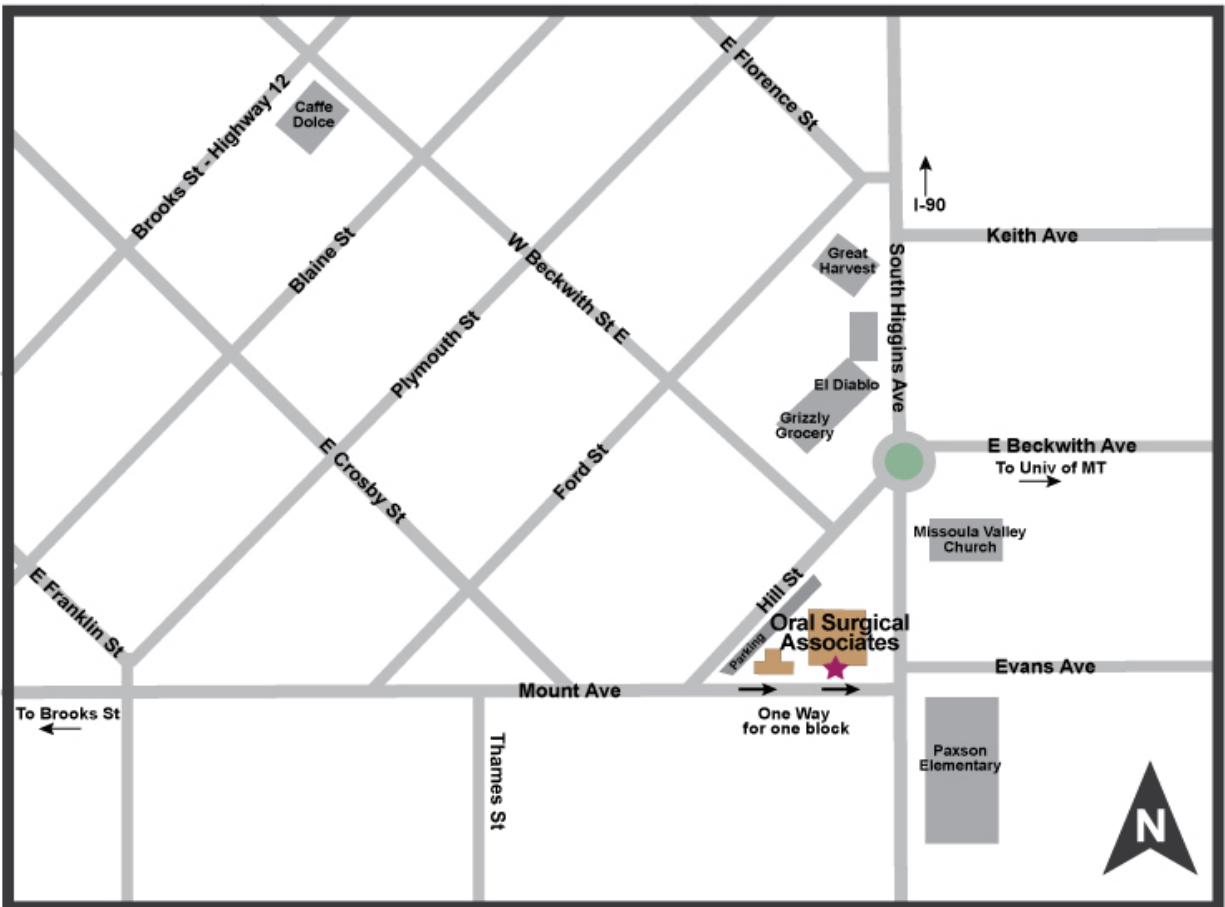 E Florence St
Caffe
Dolce
Brooks St - Highway 12
I-90
Keith Ave
Blaine St
W Beckwith St E
Great
Harvest
South Higgins Ave
Plymouth St
El Diablo
Grizzly
Grocery
E Beckwith Ave
To Univ of MT
E Crosby St
Ford St
Missoula Valley
Church
E Franklin St
Hill St
Parking
Oral Surgical
Associates
Evans Ave
Mount Ave
To Brooks St
One Way
for one block
Thames St
Paxson
Elementary
N